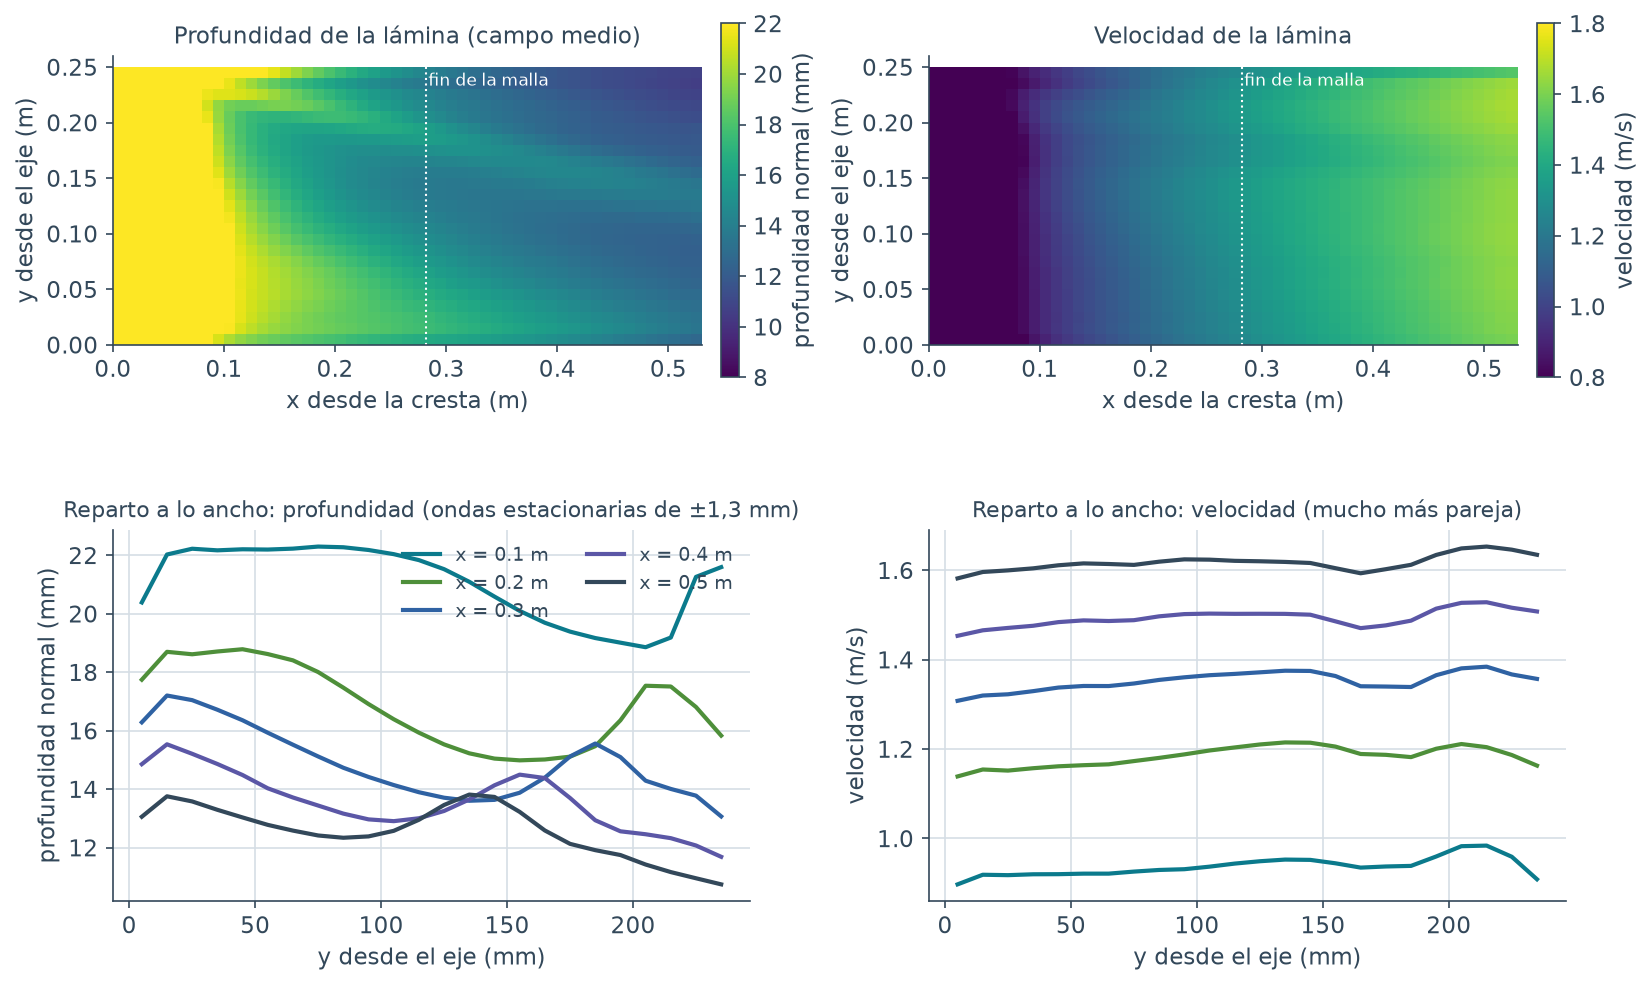 Profundidad de la lámina (campo medio)
fin de la malla
0.25
0.20
0.15
0.10
0.05
0.00
y desde el eje (m)
0.0 0.1 0.2 0.3 0.4 0.5
x desde la cresta (m)
22
20
18
16
14
12
10
8
profundidad normal (mm)
Velocidad de la lámina
fin de la malla
0.25
0.20
0.15
0.10
0.05
0.00
y desde el eje (m)
0.0 0.1 0.2 0.3 0.4 0.5
x desde la cresta (m)
1.8
1.6
1.4
1.2
1.0
0.8
velocidad (m/s)
Reparto a lo ancho: profundidad (ondas estacionarias de ±1,3 mm)
x = 0.1 m
x = 0.2 m
x = 0.3 m
x = 0.4 m
x = 0.5 m
22
20
18
16
14
12
profundidad normal (mm)
0 50 100 150 200
y desde el eje (mm)
Reparto a lo ancho: velocidad (mucho más pareja)
1.6
1.4
1.2
1.0
velocidad (m/s)
0 50 100 150 200
y desde el eje (mm)